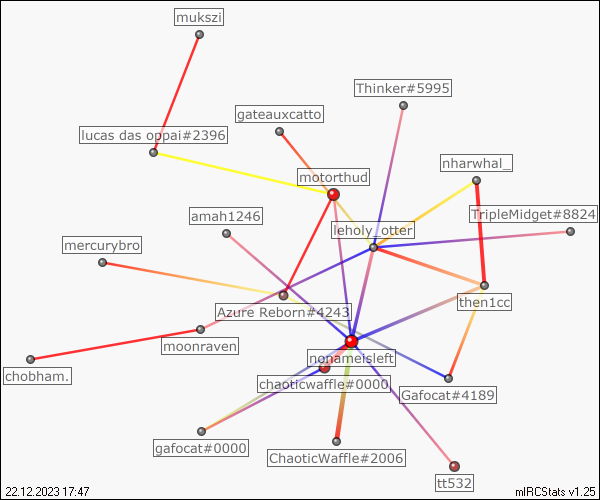 mukszi
Thinker#5995
gateauxcatto
lucas das oppai#2396
nharwhal_
motorthud
amah1246
TripleMidget#8824
leholy_otter
mercurybro
then1cc
Azure Reborn#4243
moonraven
nonameisleft
chobham.
chaoticwaffle#0000
Gafocat#4189
gafocat#0000
ChaoticWaffle#2006
tt532
22.12.2023 17:47
mIRCStats v1.25